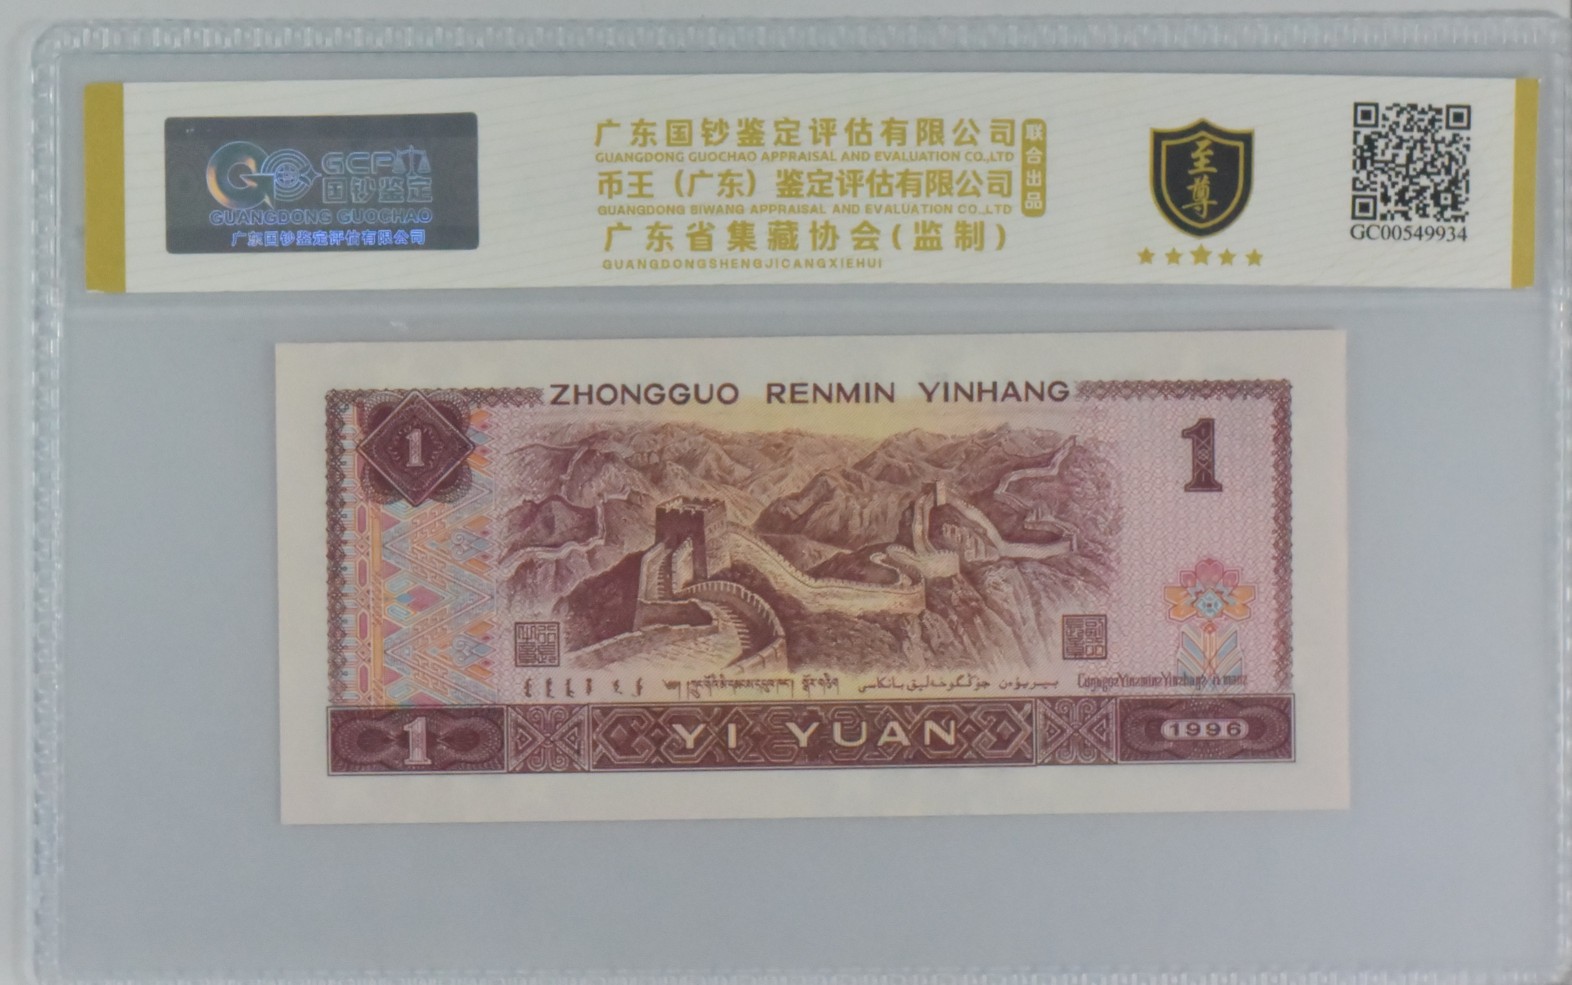 GCP
国钞鉴定
GUANGDONG GUOCHAO
广东国钞鉴定评估有限公司
广东国钞鉴定评估有限公司
GUANGDONG GUOCHAO APPRAISAL AND EVALUATION CO.,LTD
币王（广东）鉴定评估有限公司
GUANGDONG BIWANG APPRAISAL AND EVALUATION CO.,LTD
联合出品
广东省集藏协会(监制)
GUANGDONGSHENGJICANGXIEHUI
至尊
GC00549934
ZHONGGUO RENMIN YINHANG
1
1
1
YI YUAN
1996